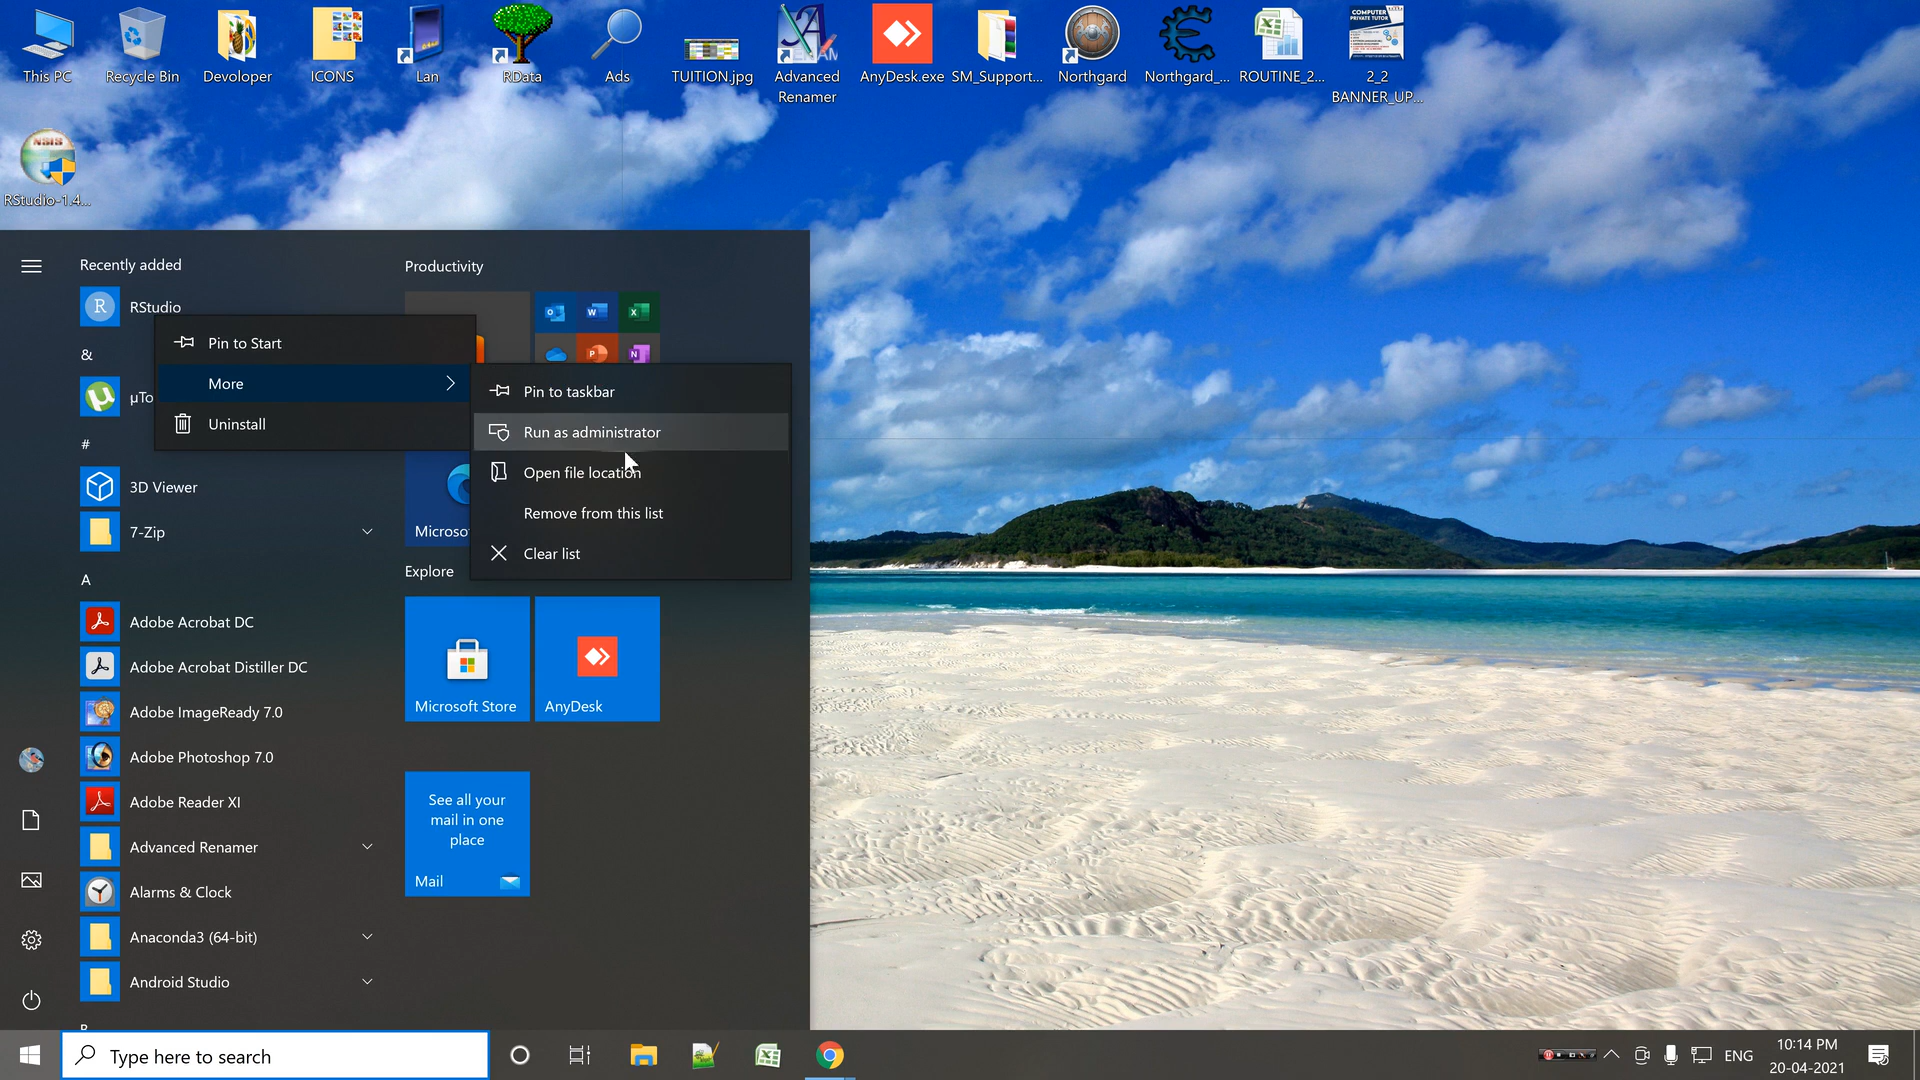 This PC
Recycle Bin
Devoloper
ICONS
Lan
RData
Ads
TUITION.jpg
Advanced
Renamer
AnyDesk.exe
SM_Support...
Northgard
Northgard_...
ROUTINE_2...
2_2
BANNER_UP...
COMPUTER
PRIVATE TUTOR
NSIS
RStudio-1.4...
Recently added
R
RStudio
&
µTo
#
3D Viewer
7-Zip
A
Adobe Acrobat DC
Adobe Acrobat Distiller DC
Adobe ImageReady 7.0
Adobe Photoshop 7.0
Adobe Reader XI
Advanced Renamer
Alarms & Clock
Anaconda3 (64-bit)
Android Studio
Pin to Start
More
Uninstall
Pin to taskbar
Run as administrator
Open file location
Remove from this list
Clear list
Productivity
Microso
Explore
Microsoft Store
AnyDesk
See all your
mail in one
place
Mail
Type here to search
ENG
10:14 PM
20-04-2021